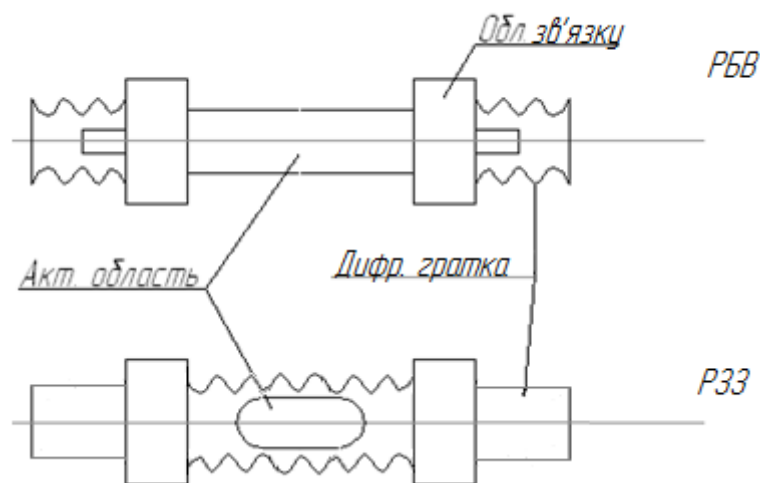 Обл. зв'язку
РБВ
Акт. область
Дифр. гратка
РЗЗ